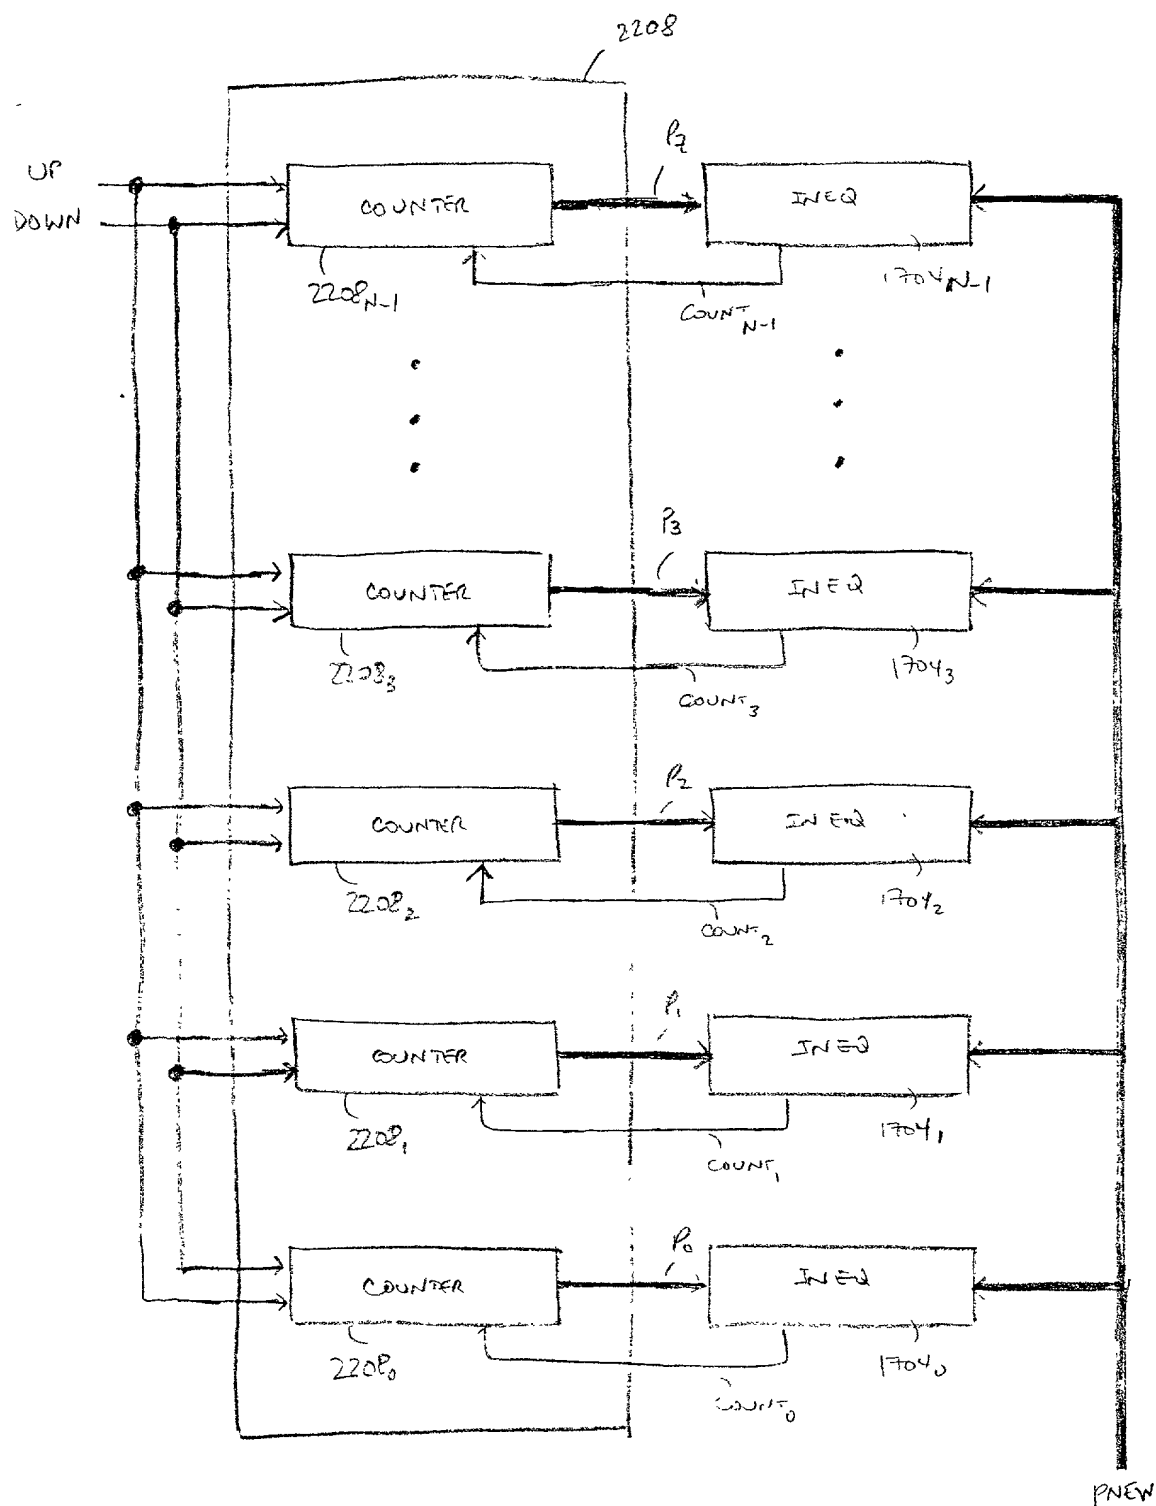 2208
P7
UP
DOWN
COUNTER
INEQ
2208N-1
1704N-1
COUNTN-1
P3
COUNTER
INEQ
22083
17043
COUNT3
P2
COUNTER
INEQ
22082
17042
COUNT2
P1
COUNTER
INEQ
22081
17041
COUNT1
P0
COUNTER
INEQ
22080
17040
COUNT0
PNEW